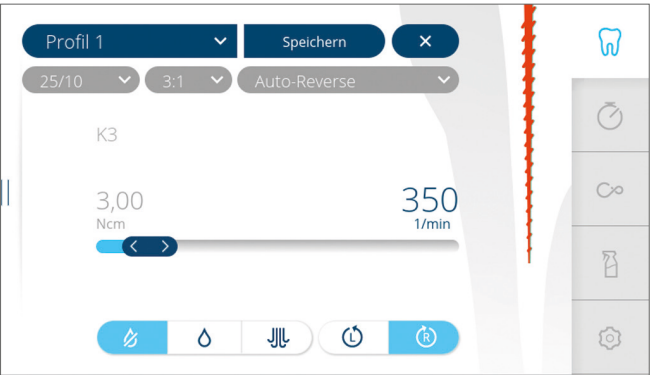 Profil 1 Speichern
25/10 3:1 Auto-Reverse
K3
3,00 350
Ncm 1/min
L R